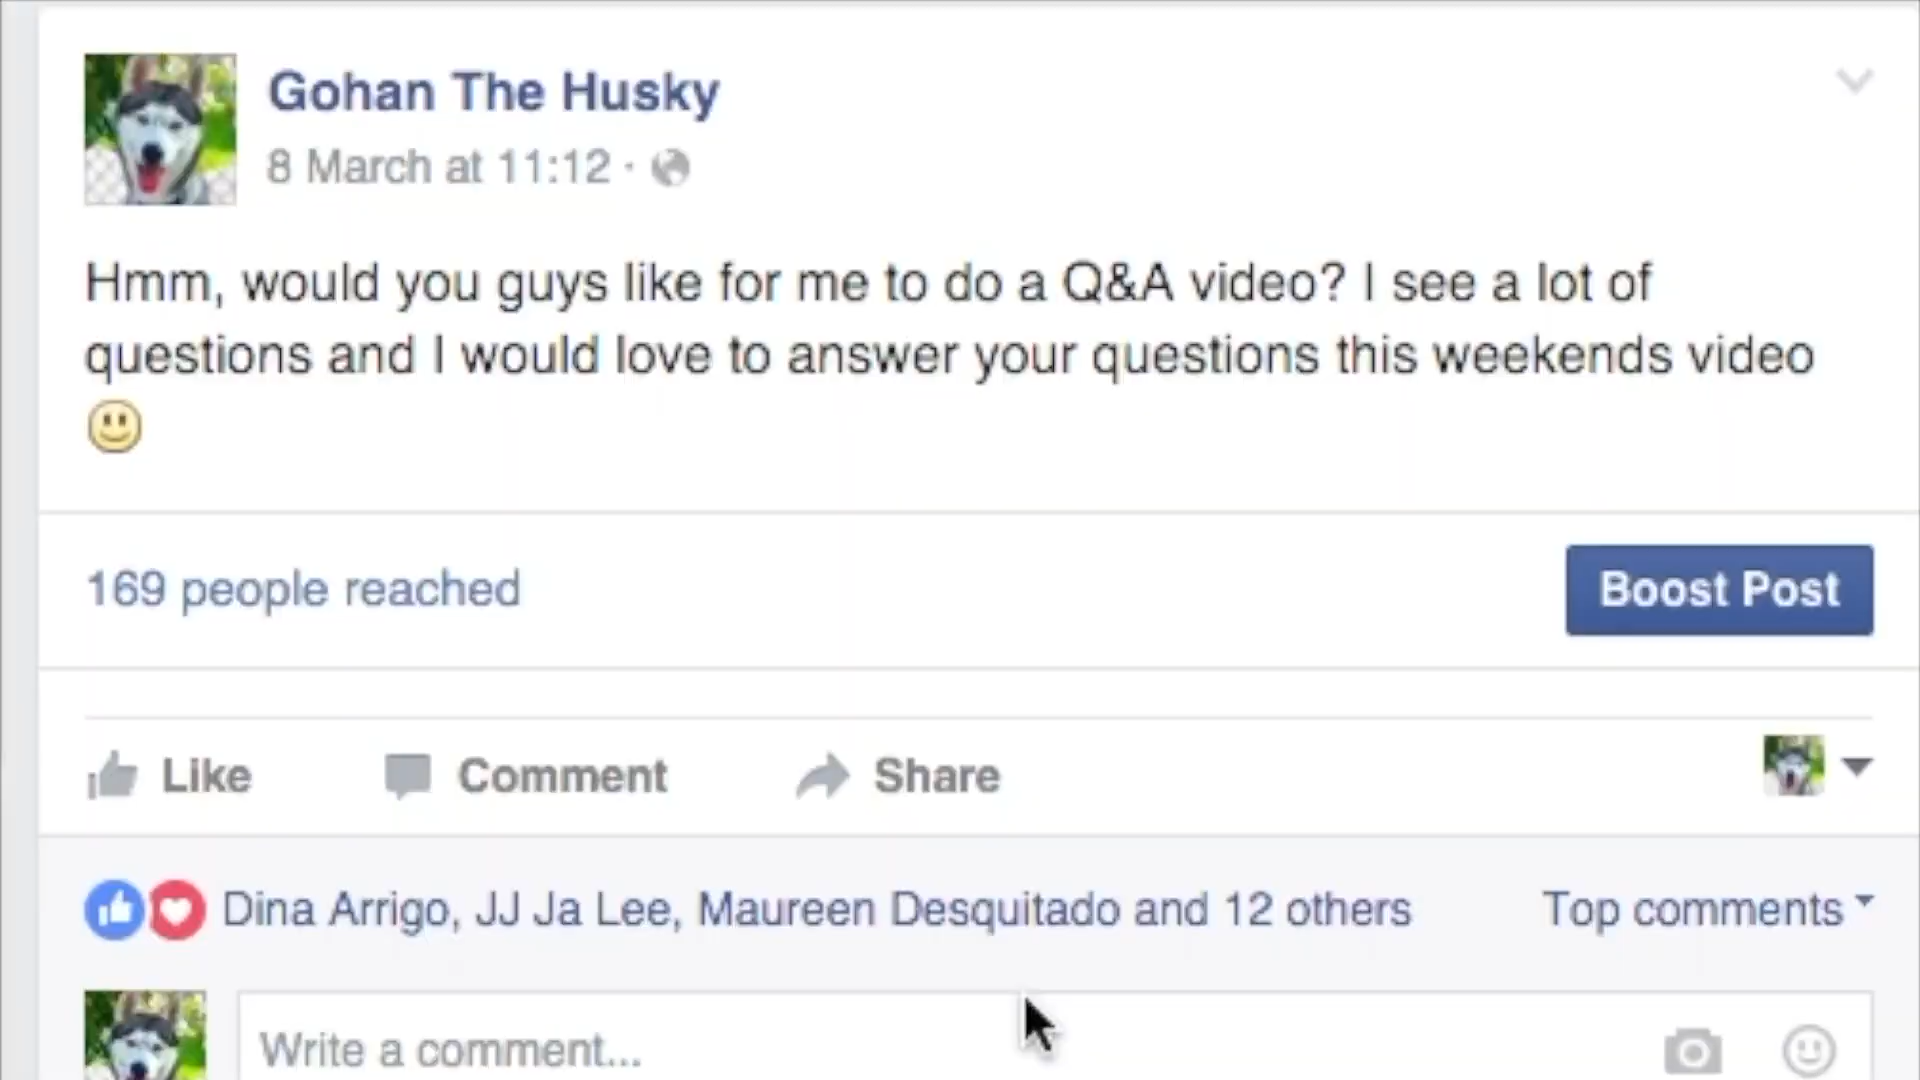 Gohan The Husky
8 March at 11:12 ·
Hmm, would you guys like for me to do a Q&A video? I see a lot of
questions and I would love to answer your questions this weekends video
169 people reached
Boost Post
Like Comment Share
Dina Arrigo, JJ Ja Lee, Maureen Desquitado and 12 others
Top comments
Write a comment...